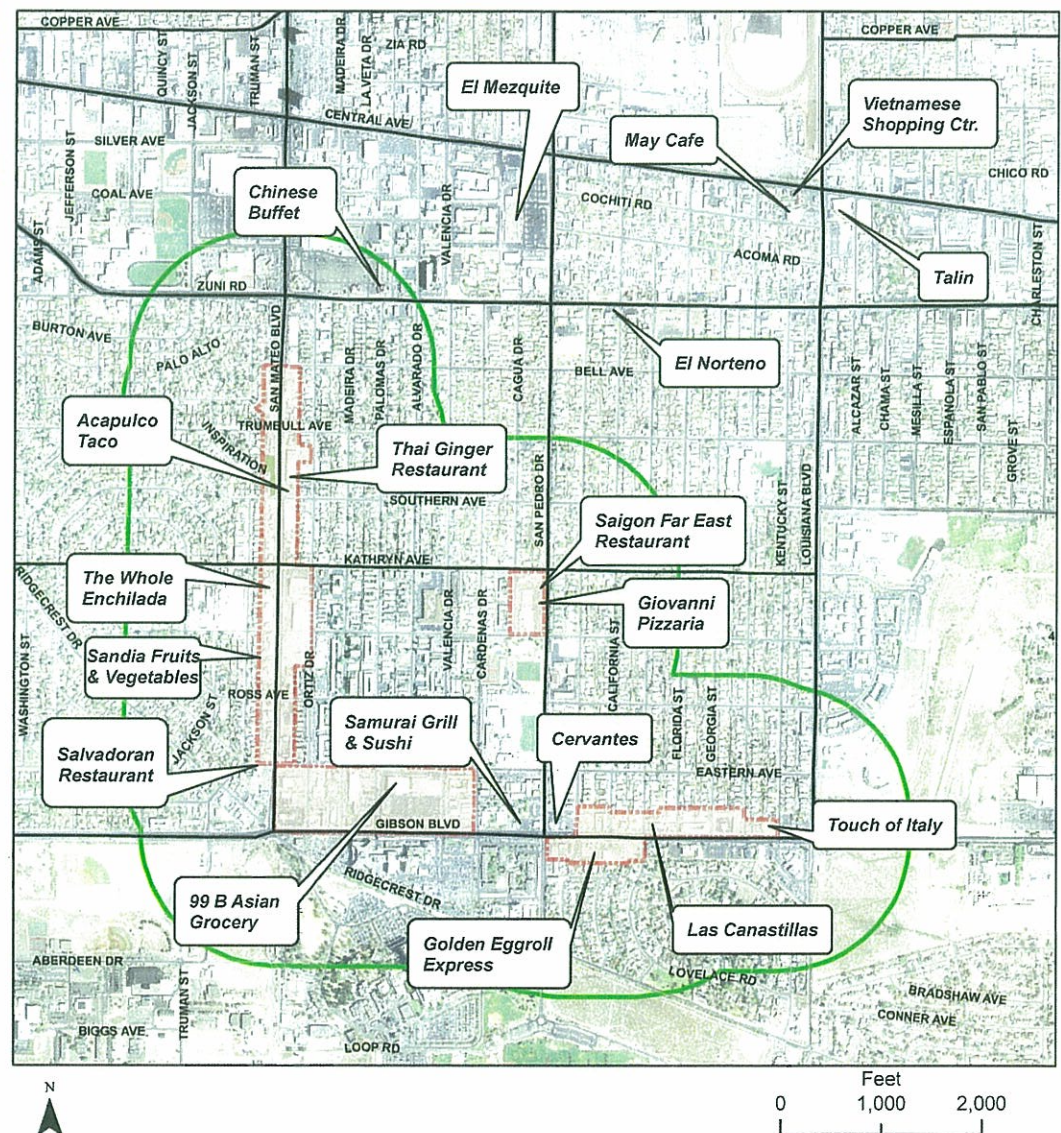 COPPER AVE
COPPER AVE
QUINCY ST
JACKSON ST
TRUMAN ST
MADEIRA DR
LA VETA DR
ZIA RD
El Mezquite
Vietnamese
Shopping Ctr.
May Cafe
CENTRAL AVE
SILVER AVE
JEFFERSON ST
COAL AVE
Chinese
Buffet
VALENCIA DR
COCHITI RD
CHICO RD
ADAMS ST
ACOMA RD
Talin
CHARLESTON ST
ZUNI RD
BURTON AVE
PALO ALTO
SAN MATEO BLVD
MADEIRA DR
PALOMAS DR
ALVARADO DR
CAGUA DR
BELL AVE
El Norteno
ALCAZAR ST
CHAMA ST
MESILLA ST
ESPANOLA ST
SAN PABLO ST
GROVE ST
Acapulco
Taco
TRUMBULL AVE
INSPIRATION
Thai Ginger
Restaurant
SOUTHERN AVE
SAN PEDRO DR
KENTUCKY ST
LOUISIANA BLVD
Saigon Far East
Restaurant
KATHRYN AVE
The Whole
Enchilada
RIDGECREST DR
Giovanni
Pizzaria
WASHINGTON ST
VALENCIA DR
CARDENAS DR
CALIFORNIA ST
Sandia Fruits
& Vegetables
ROSS AVE
ORTIZ DR
JACKSON ST
FLORIDA ST
GEORGIA ST
Samurai Grill
& Sushi
Cervantes
Salvadoran
Restaurant
EASTERN AVE
GIBSON BLVD
Touch of Italy
RIDGECREST DR
99 B Asian
Grocery
Golden Eggroll
Express
Las Canastillas
ABERDEEN DR
LOVELACE RD
BRADSHAW AVE
CONNER AVE
TRUMAN ST
BIGGS AVE
LOOP RD
N
Feet
0 1,000 2,000